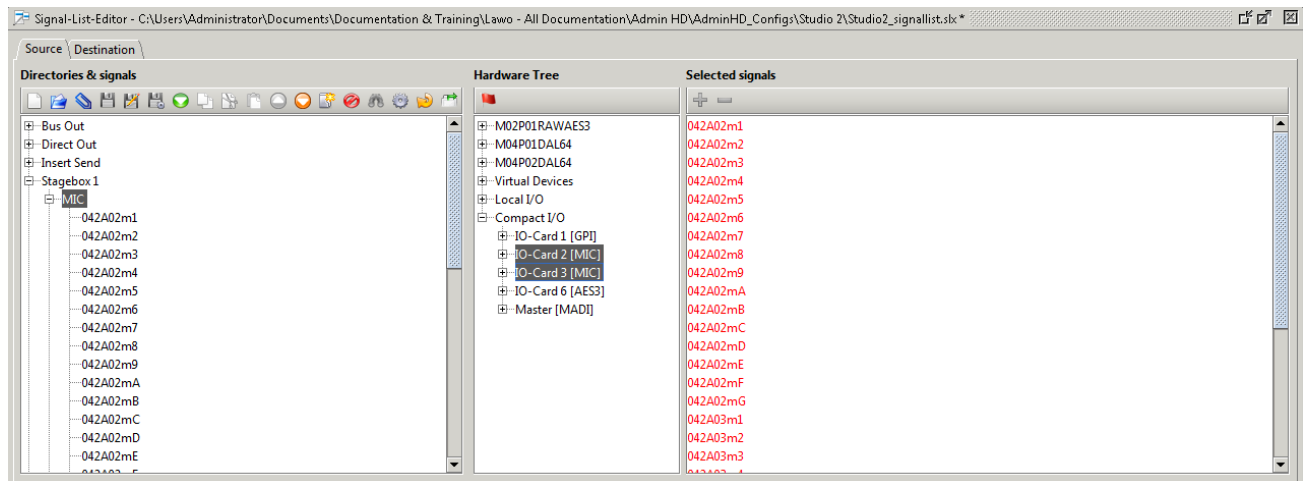 Signal-List-Editor - C:\Users\Administrator\Documents\Documentation & Training\Lawo - All Documentation\Admin HD\AdminHD_Configs\Studio 2\Studio2_signallist.slx *
Source
Destination
Directories & signals
Bus Out
Direct Out
Insert Send
Stagebox 1
MIC
042A02m1
042A02m2
042A02m3
042A02m4
042A02m5
042A02m6
042A02m7
042A02m8
042A02m9
042A02mA
042A02mB
042A02mC
042A02mD
042A02mE
Hardware Tree
M02P01RAWAES3
M04P01DAL64
M04P02DAL64
Virtual Devices
Local I/O
Compact I/O
IO-Card 1 [GPI]
IO-Card 2 [MIC]
IO-Card 3 [MIC]
IO-Card 6 [AES3]
Master [MADI]
Selected signals
042A02m1
042A02m2
042A02m3
042A02m4
042A02m5
042A02m6
042A02m7
042A02m8
042A02m9
042A02mA
042A02mB
042A02mC
042A02mD
042A02mE
042A02mF
042A02mG
042A03m1
042A03m2
042A03m3